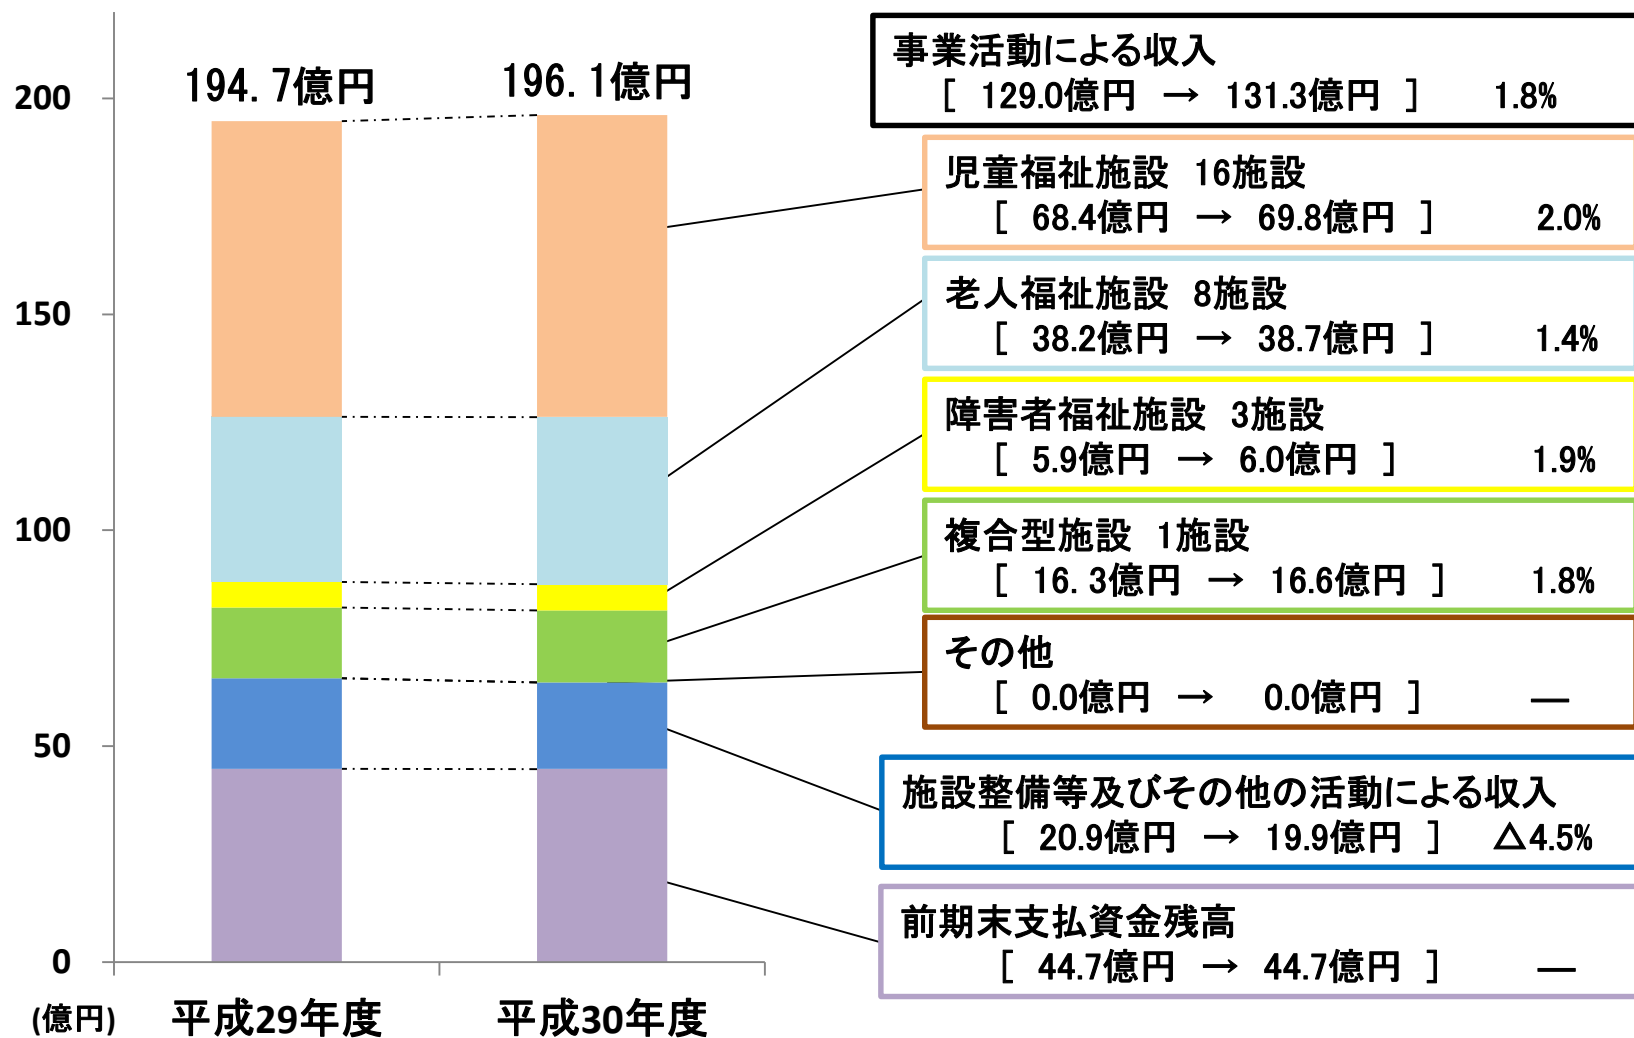 200
150
100
50
0
(億円)
194.7億円
196.1億円
平成29年度
平成30年度
事業活動による収入
[ 129.0億円 → 131.3億円 ] 1.8%
児童福祉施設 16施設
[ 68.4億円 → 69.8億円 ] 2.0%
老人福祉施設 8施設
[ 38.2億円 → 38.7億円 ] 1.4%
障害者福祉施設 3施設
[ 5.9億円 → 6.0億円 ] 1.9%
複合型施設 1施設
[ 16.3億円 → 16.6億円 ] 1.8%
その他
[ 0.0億円 → 0.0億円 ] ―
施設整備等及びその他の活動による収入
[ 20.9億円 → 19.9億円 ] △4.5%
前期末支払資金残高
[ 44.7億円 → 44.7億円 ] ―